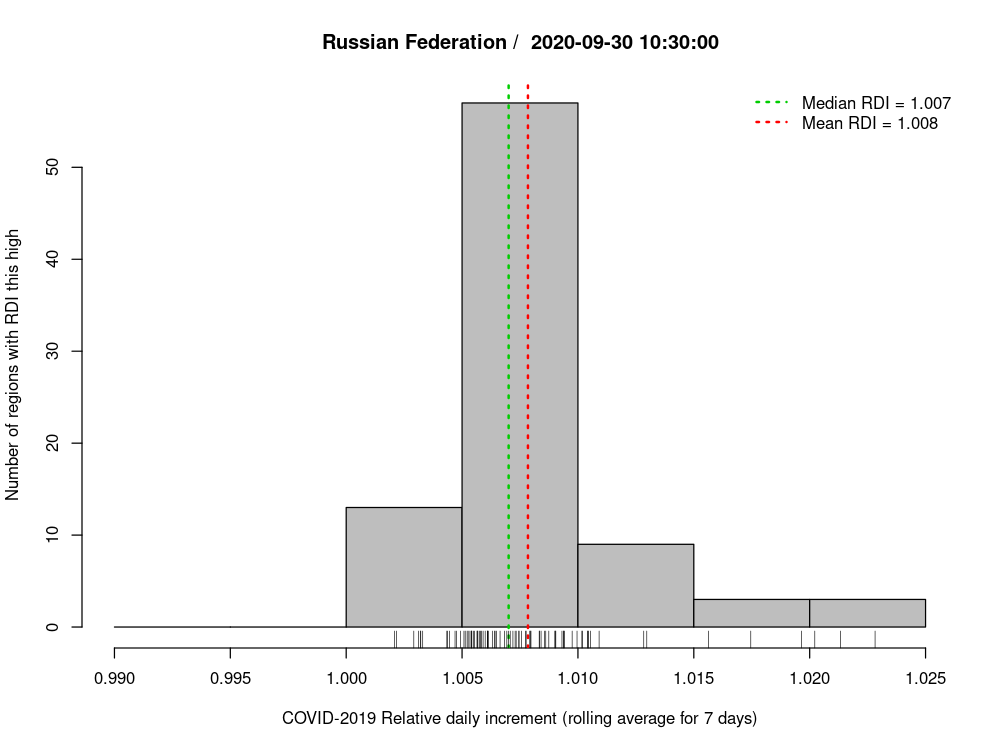 Russian Federation /  2020-09-30 10:30:00
Median RDI = 1.007
Mean RDI = 1.008
Number of regions with RDI this high
50
40
30
20
10
0
0.990 0.995 1.000 1.005 1.010 1.015 1.020 1.025
COVID-2019 Relative daily increment (rolling average for 7 days)